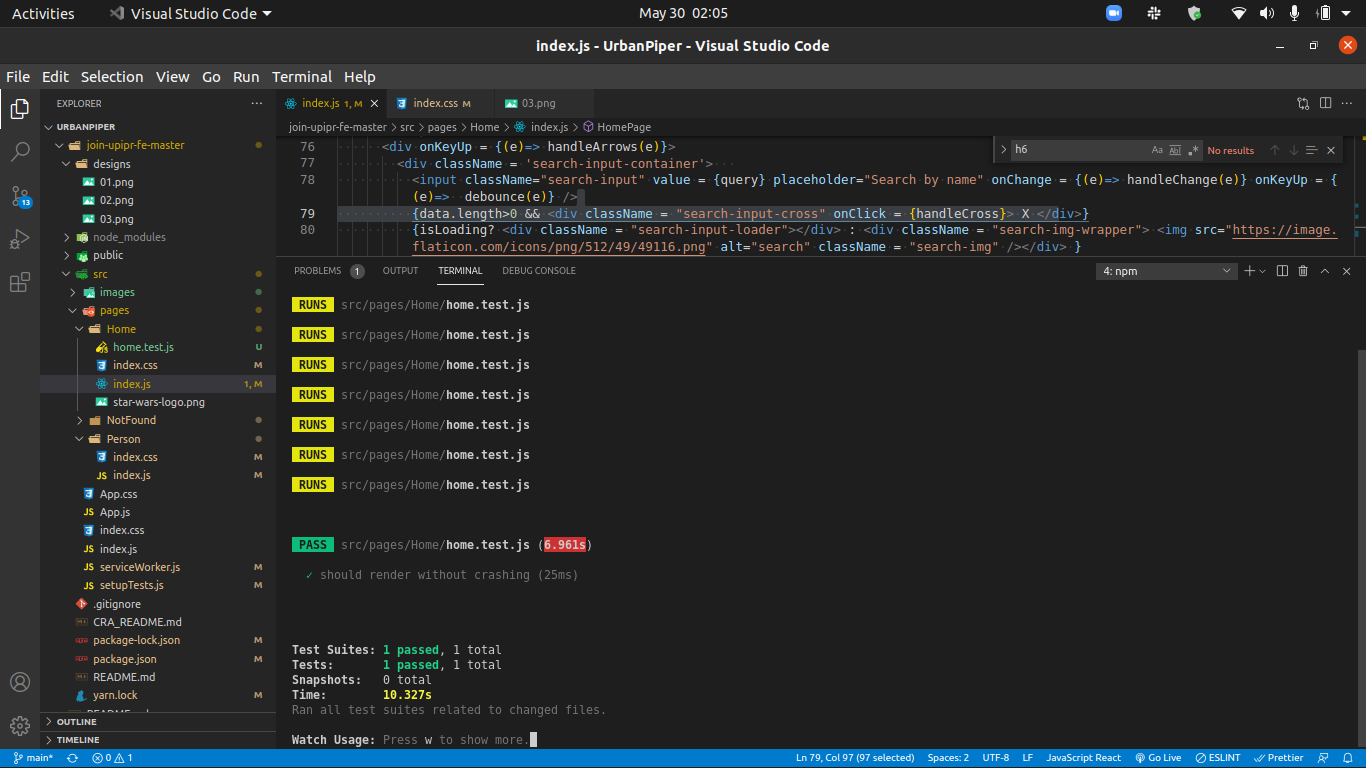 Activities
Visual Studio Code
May 30 02:05
index.js - UrbanPiper - Visual Studio Code
File Edit Selection View Go Run Terminal Help
EXPLORER
URBANPIPER
join-upipr-fe-master
designs
01.png
02.png
03.png
node_modules
public
src
images
pages
Home
home.test.js U
index.css M
index.js 1, M
star-wars-logo.png
NotFound
Person
index.css M
index.js M
App.css
App.js
index.css
index.js
serviceWorker.js M
setupTests.js M
.gitignore
CRA_README.md
package-lock.json M
package.json M
README.md
yarn.lock M
OUTLINE
TIMELINE
13
index.js 1, M
index.css M
03.png
join-upipr-fe-master > src > pages > Home > index.js > HomePage
h6
Aa Ab| .*
No results
76 <div onKeyUp = {(e)=> handleArrows(e)}>
77 <div className = 'search-input-container'>
78 <input className="search-input" value = {query} placeholder="Search by name" onChange = {(e)=> handleChange(e)} onKeyUp = {
(e)=> debounce(e)} />
79 {data.length>0 && <div className = "search-input-cross" onClick = {handleCross}> X </div>}
80 {isLoading? <div className = "search-input-loader"></div> : <div className = "search-img-wrapper"> <img src="https://image.
flaticon.com/icons/png/512/49/49116.png" alt="search" className = "search-img" /></div> }
PROBLEMS 1 OUTPUT TERMINAL DEBUG CONSOLE
4: npm
RUNS src/pages/Home/home.test.js
RUNS src/pages/Home/home.test.js
RUNS src/pages/Home/home.test.js
RUNS src/pages/Home/home.test.js
RUNS src/pages/Home/home.test.js
RUNS src/pages/Home/home.test.js
RUNS src/pages/Home/home.test.js
PASS src/pages/Home/home.test.js (6.961s)
✓ should render without crashing (25ms)
Test Suites: 1 passed, 1 total
Tests: 1 passed, 1 total
Snapshots: 0 total
Time: 10.327s
Ran all test suites related to changed files.
Watch Usage: Press w to show more.
main* 0 1
Ln 79, Col 97 (97 selected) Spaces: 2 UTF-8 LF JavaScript React Go Live ESLINT Prettier